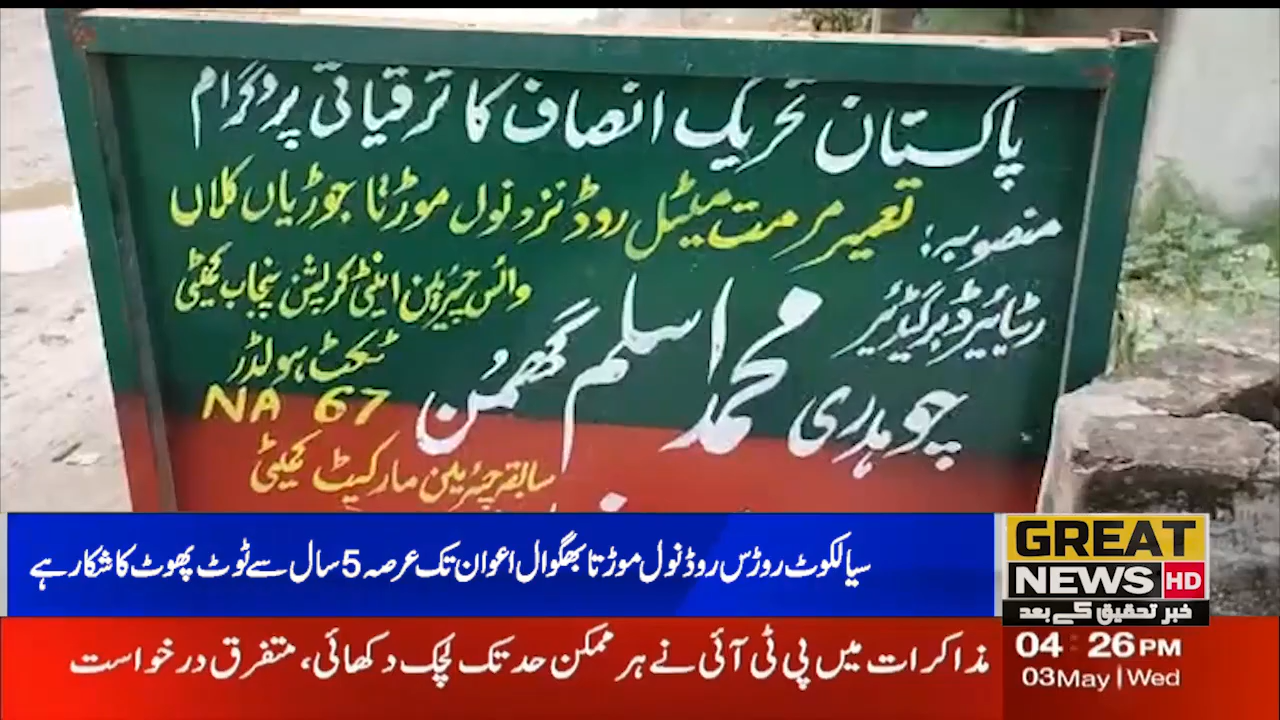 پاکستان تحریک انصاف کا ترقیاتی پروگرام
منصوبہ: تعمیر مرمت میٹل روڈ نزد نول موڑ تا جوڑیاں کلاں
ریٹائیرڈ بریگیڈئیر
وائس چیئرمین اینٹی کرپشن پنجاب کمیٹی
چوہدری محمد اسلم گھمن
ٹکٹ ہولڈر
NA 67
سابقہ چیئرمین مارکیٹ کمیٹی
سیالکوٹ روڑس روڈ نول موڑ تا بھگوال اعوان تک عرصہ 5 سال سے ٹوٹ پھوٹ کا شکار ہے
GREAT
NEWS HD
خبر تحقیق کے بعد
مذاکرات میں پی ٹی آئی نے ہر ممکن حد تک لچک دکھائی، متفرق درخواست
04 : 26 PM
03May | Wed